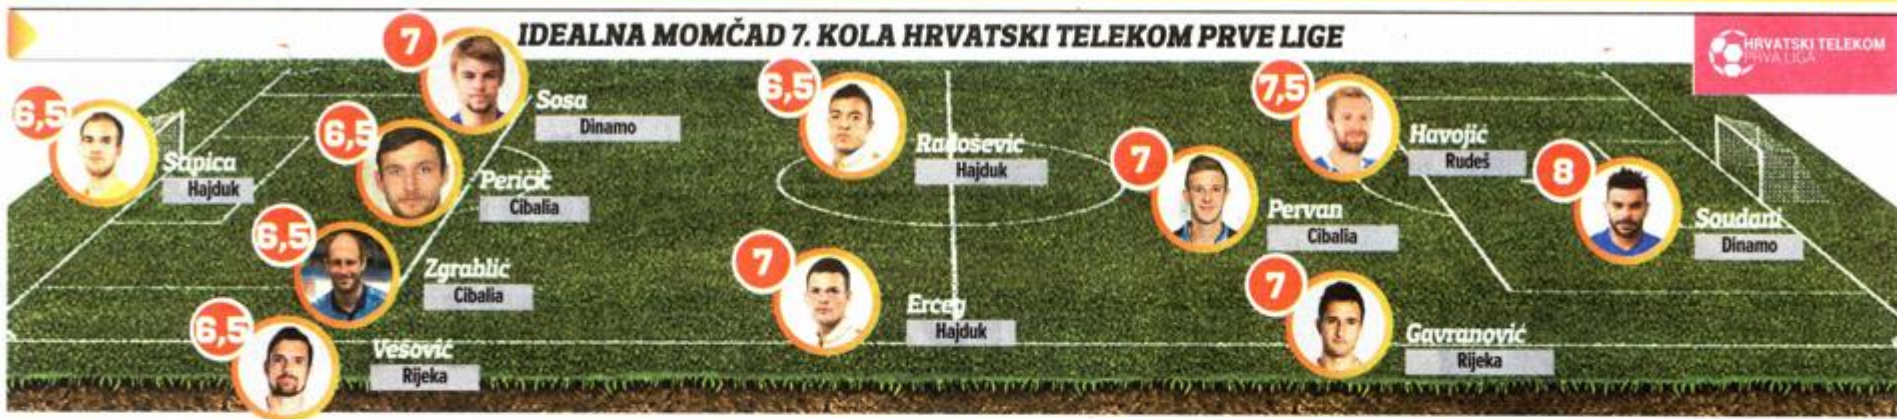 IDEALNA MOMČAD 7. KOLA HRVATSKI TELEKOM PRVE LIGE
HRVATSKI TELEKOM
PRVA LIGA
6,5
Stipica
Hajduk
7
Sosa
Dinamo
6,5
Peričić
Cibalia
6,5
Zgrablić
Cibalia
6,5
Vešović
Rijeka
6,5
Radošević
Hajduk
7
Erceg
Hajduk
7,5
Havojić
Rudeš
7
Pervan
Cibalia
7
Gavranović
Rijeka
8
Soudani
Dinamo